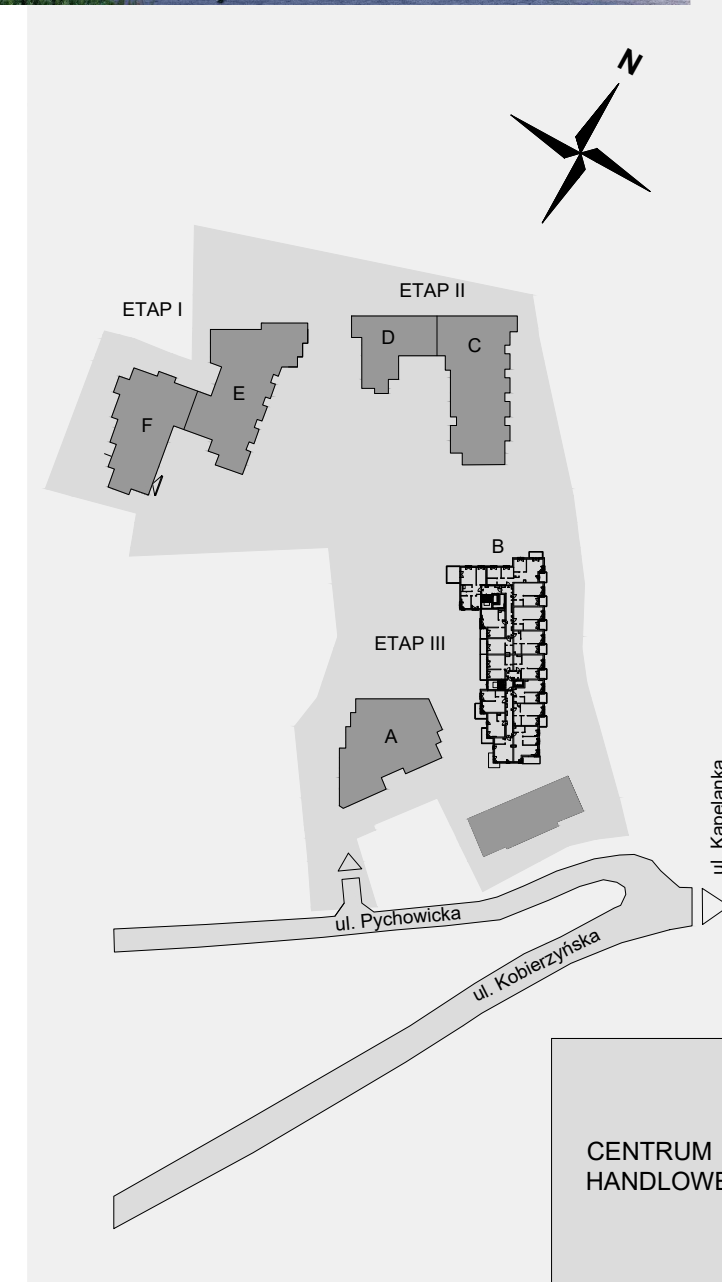 N
ETAP II
ETAP I
D
C
E
F
B
ETAP III
A
ul. Kapelanka
ul. Pychowicka
ul. Kobierzyńska
CENTRUM
HANDLOWE